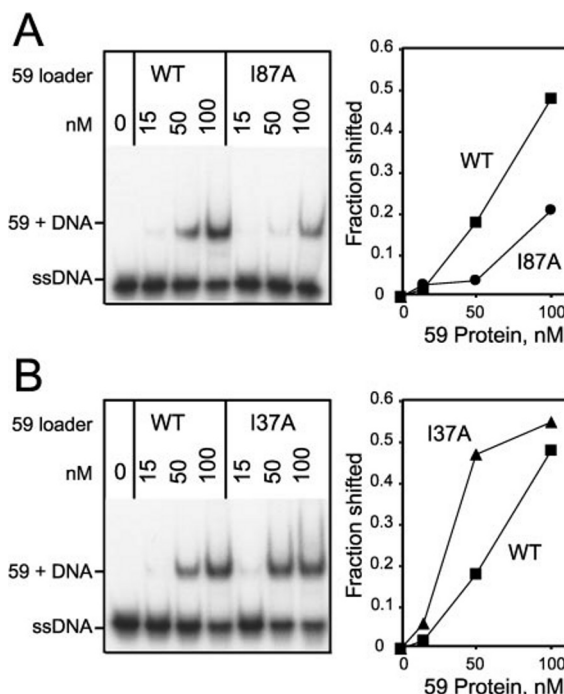 A
59 loader WT I87A
nM 0 15 50 100 15 50 100
59 + DNA
ssDNA
Fraction shifted
0.6
0.5
0.4
0.3
0.2
0.1
0
WT
I87A
0 50 100
59 Protein, nM
B
59 loader WT I37A
nM 0 15 50 100 15 50 100
59 + DNA
ssDNA
Fraction shifted
0.6
0.5
0.4
0.3
0.2
0.1
0
I37A
WT
0 50 100
59 Protein, nM